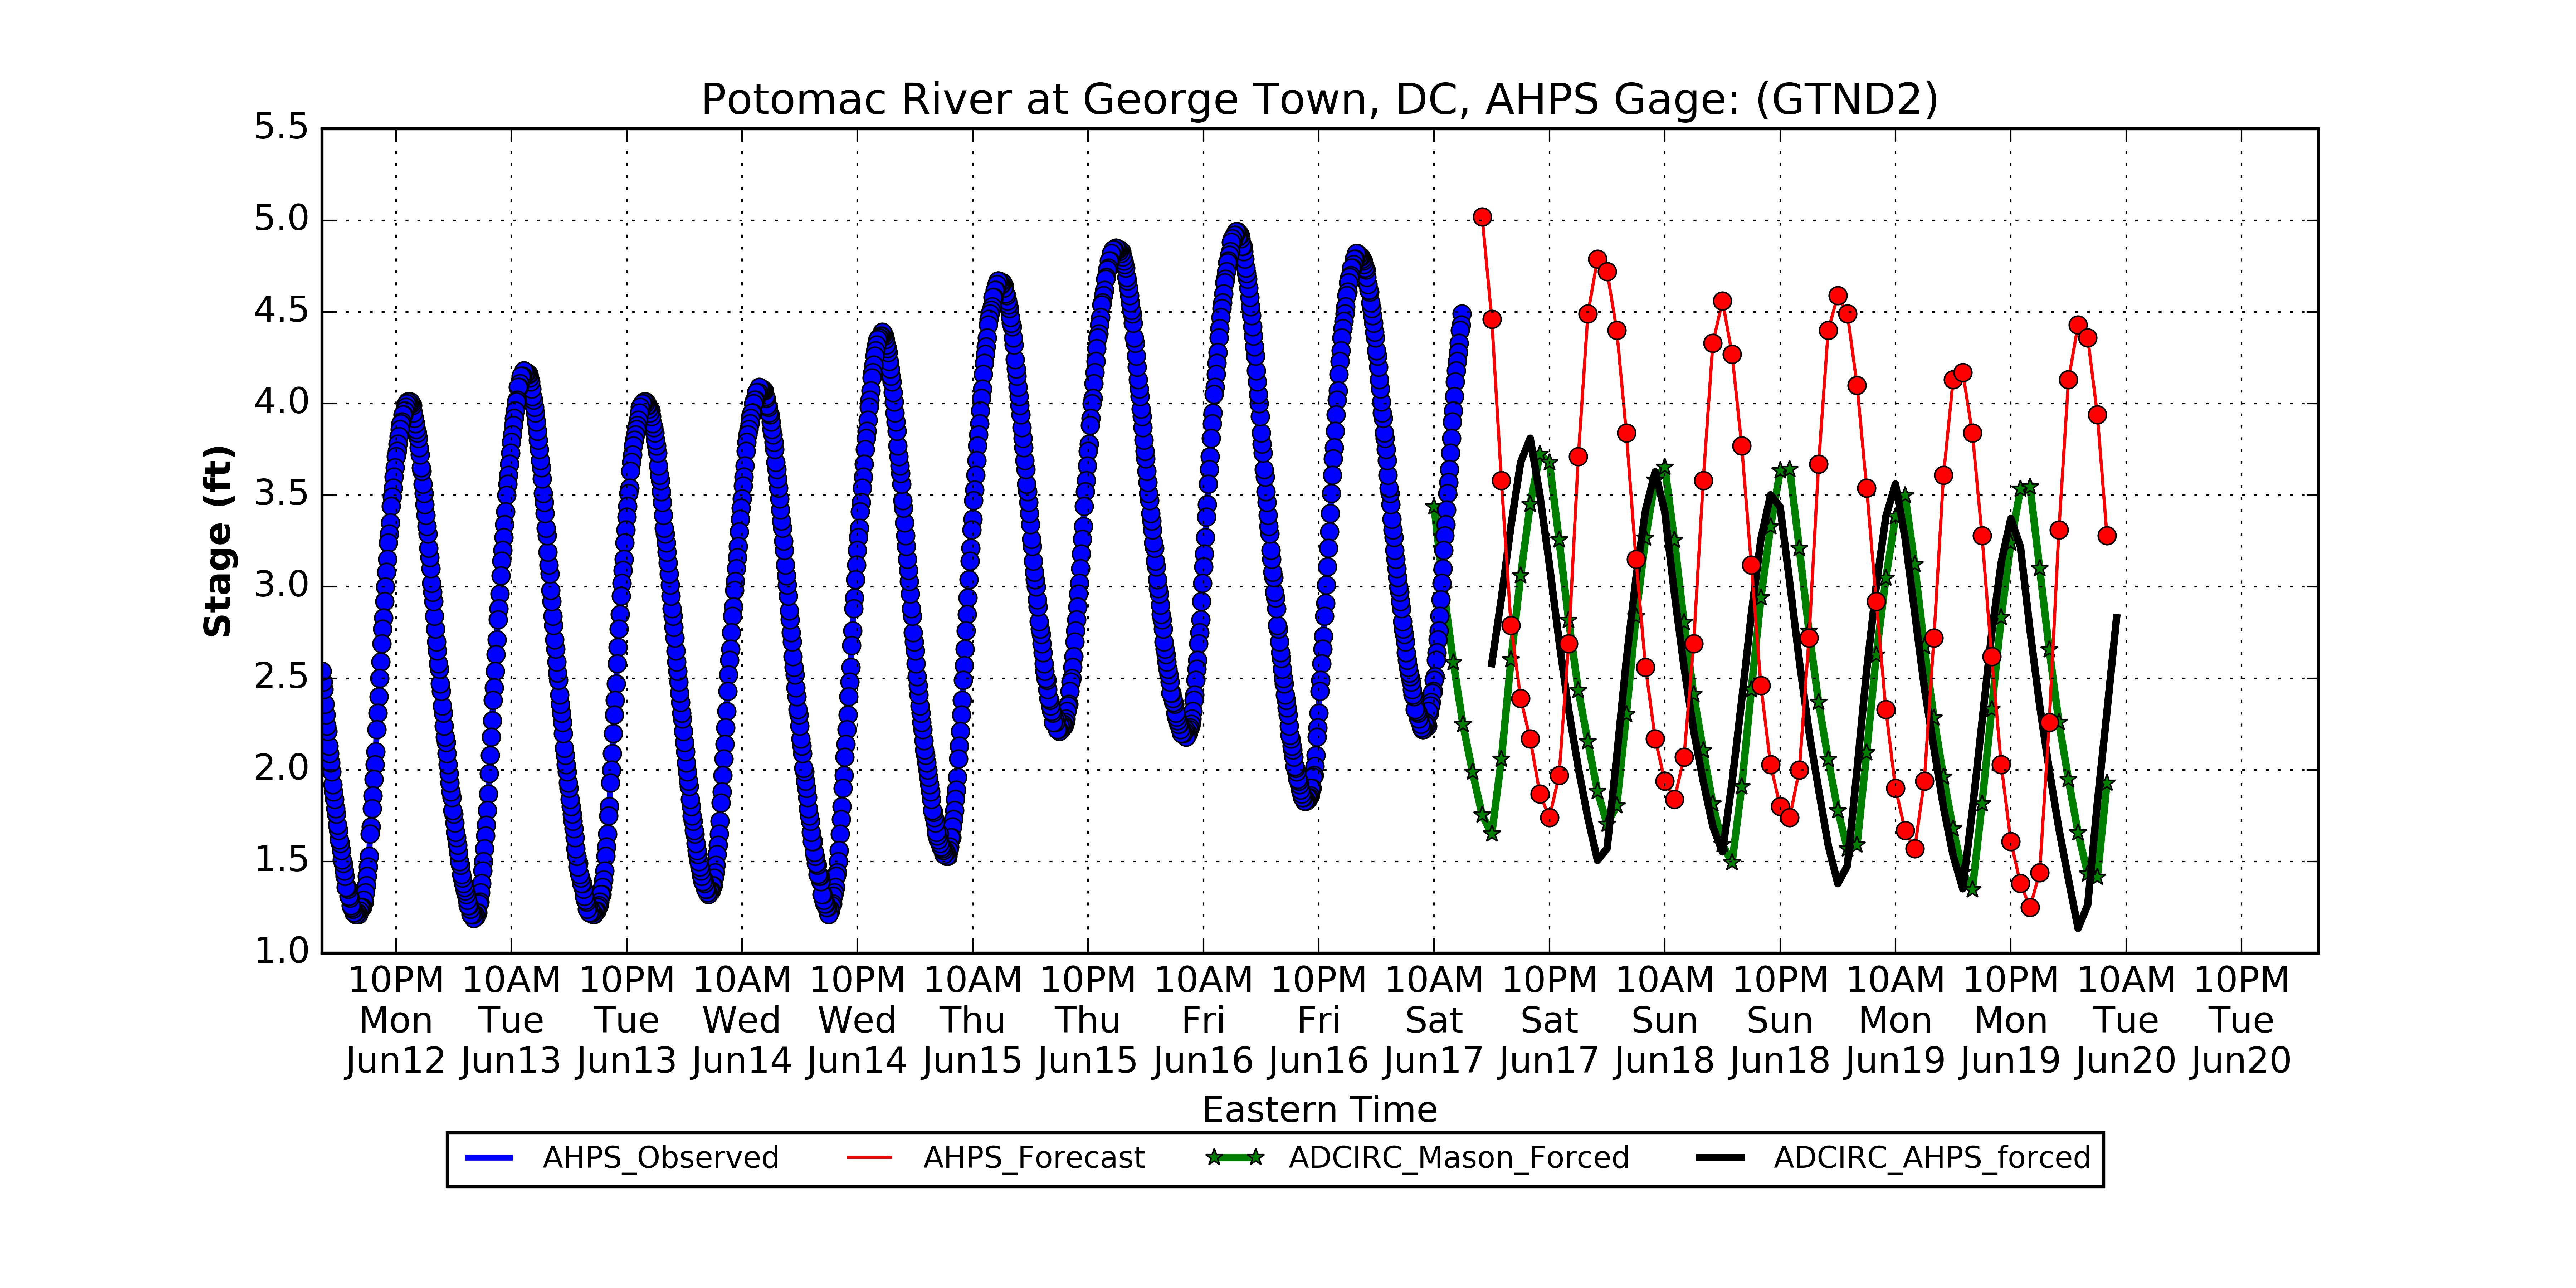 Potomac River at George Town, DC, AHPS Gage: (GTND2)
5.5
5.0
4.5
4.0
3.5
3.0
2.5
2.0
1.5
1.0
Stage (ft)
10PM 10AM 10PM 10AM 10PM 10AM 10PM 10AM 10PM 10AM 10PM 10AM 10PM 10AM 10PM 10AM 10PM
Mon Tue Tue Wed Wed Thu Thu Fri Fri Sat Sat Sun Sun Mon Mon Tue Tue
Jun12 Jun13 Jun13 Jun14 Jun14 Jun15 Jun15 Jun16 Jun16 Jun17 Jun17 Jun18 Jun18 Jun19 Jun19 Jun20 Jun20
Eastern Time
AHPS_Observed AHPS_Forecast ADCIRC_Mason_Forced ADCIRC_AHPS_forced